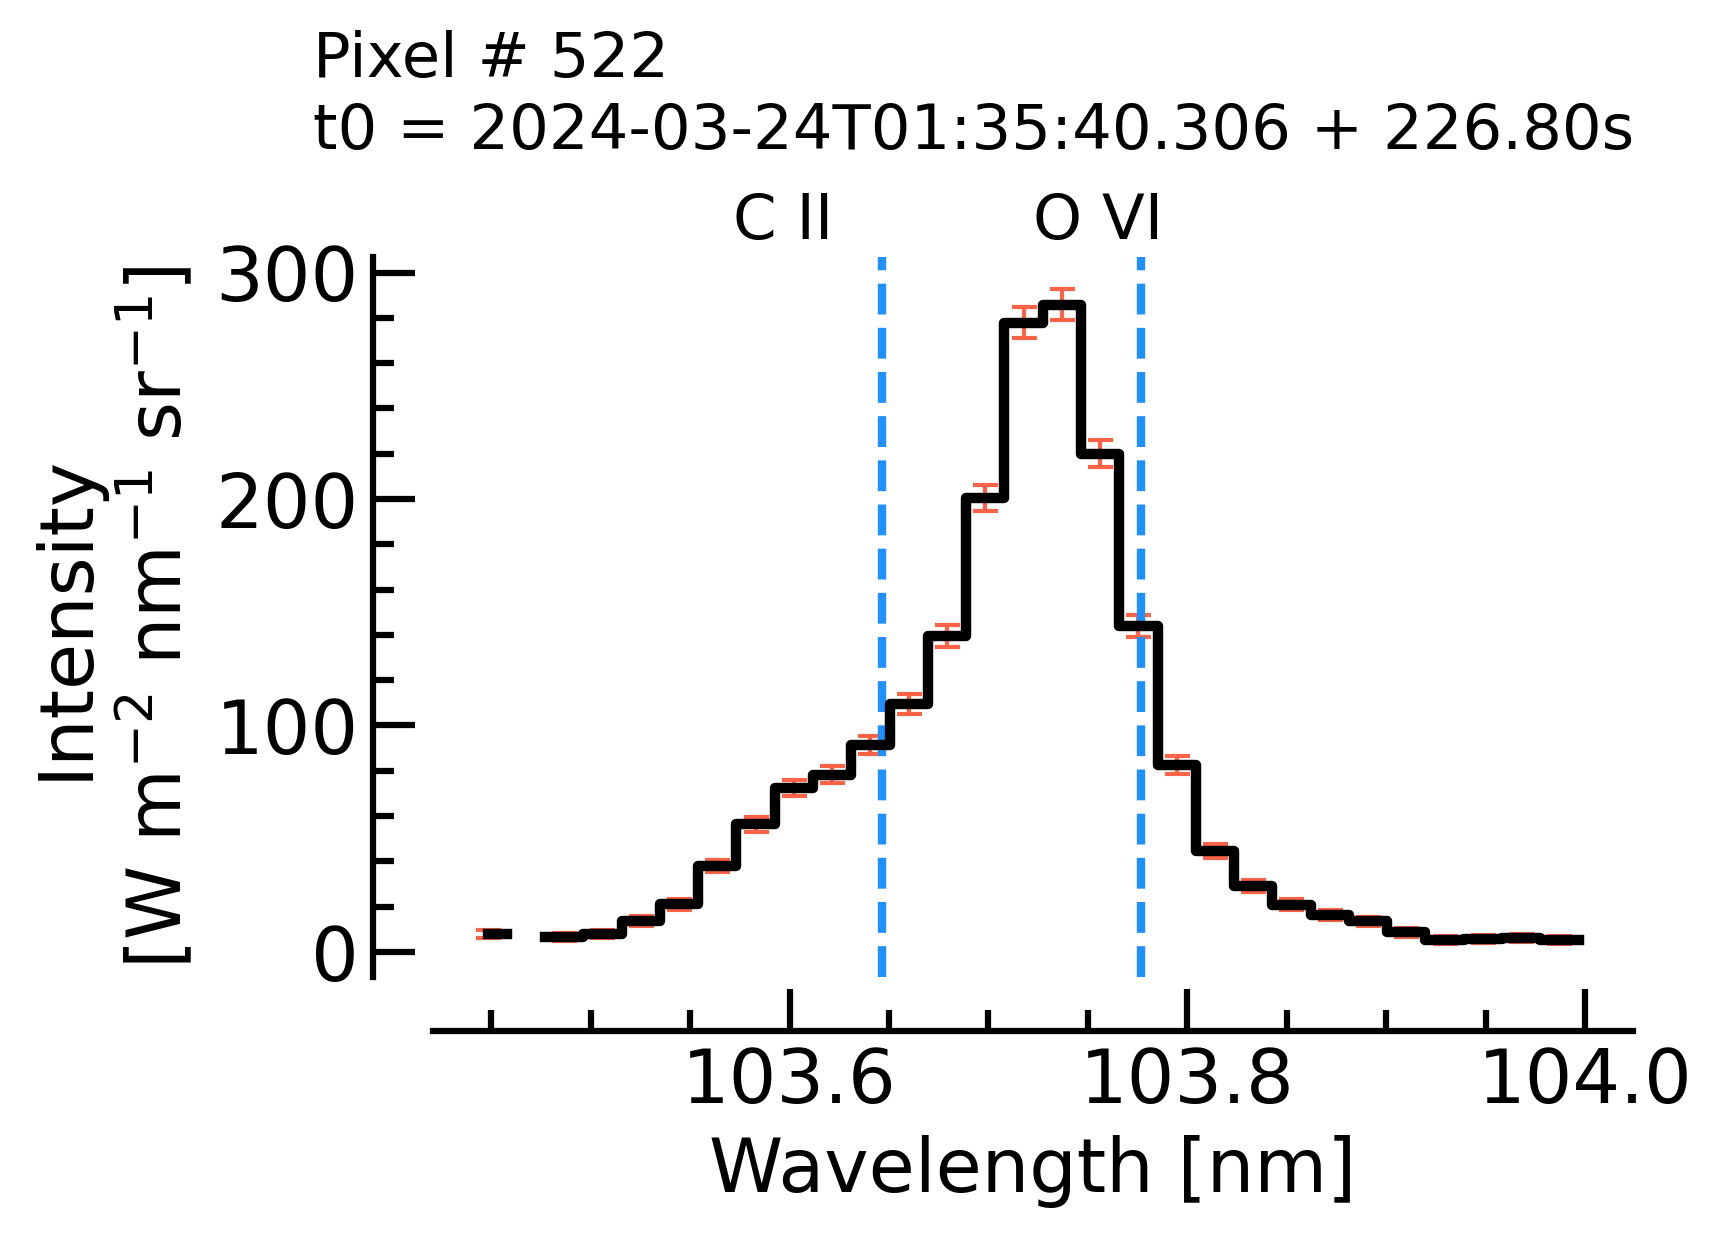 Pixel # 522
t0 = 2024-03-24T01:35:40.306 + 226.80s
C II
O VI
Intensity
[W m⁻² nm⁻¹ sr⁻¹]
300
200
100
0
103.6
103.8
104.0
Wavelength [nm]